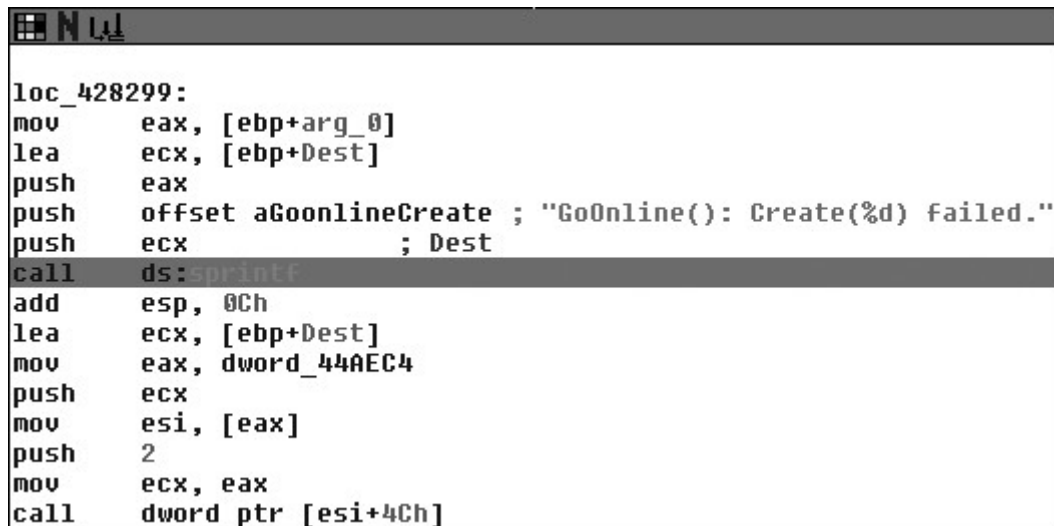 loc_428299:
mov eax, [ebp+arg_0]
lea ecx, [ebp+Dest]
push eax
push offset aGoonlineCreate ; "GoOnline(): Create(%d) failed."
push ecx ; Dest
call ds:sprintf
add esp, 0Ch
lea ecx, [ebp+Dest]
mov eax, dword_44AEC4
push ecx
mov esi, [eax]
push 2
mov ecx, eax
call dword ptr [esi+4Ch]